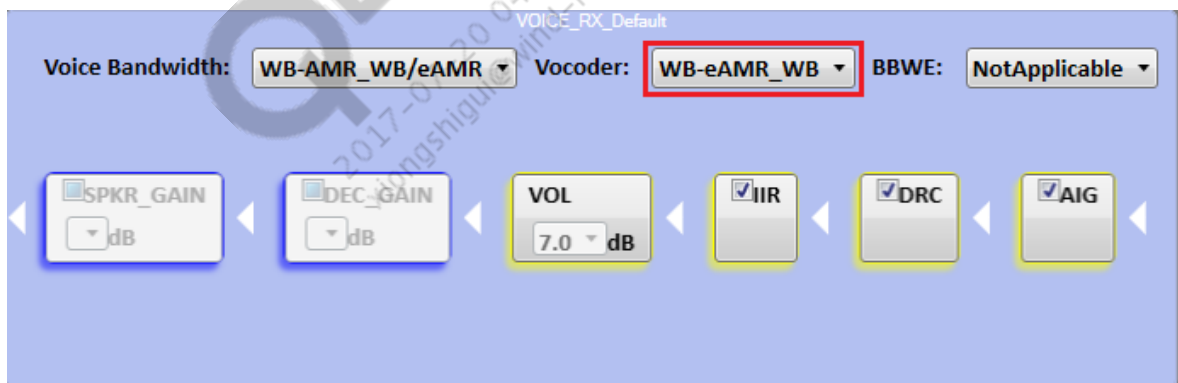 VOICE_RX_Default
Voice Bandwidth: WB-AMR_WB/eAMR Vocoder: WB-eAMR_WB BBWE: NotApplicable
SPKR_GAIN DEC_GAIN VOL IIR DRC AIG
dB dB 7.0 dB